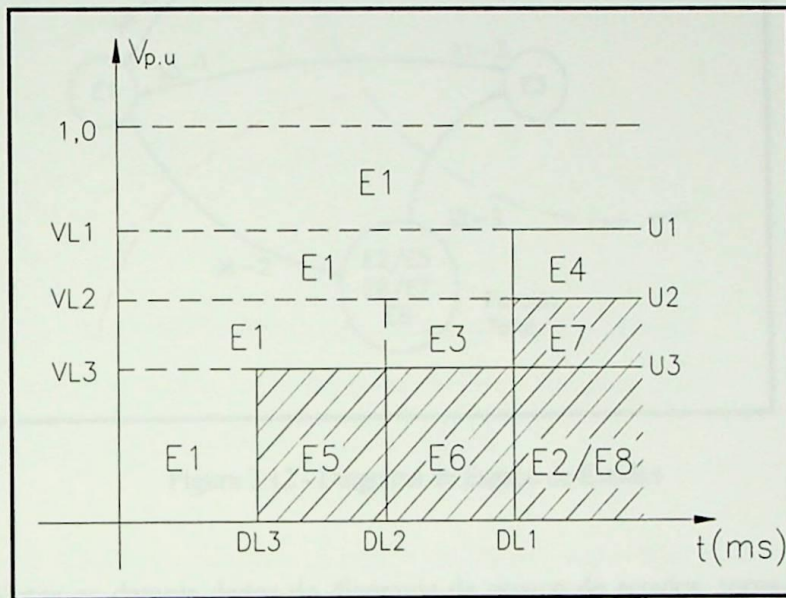 Vp.u
1,0
E1
VL1 U1
E1 E4
VL2 U2
E1 E3 E7
VL3 U3
E1 E5 E6 E2/E8
DL3 DL2 DL1 t(ms)